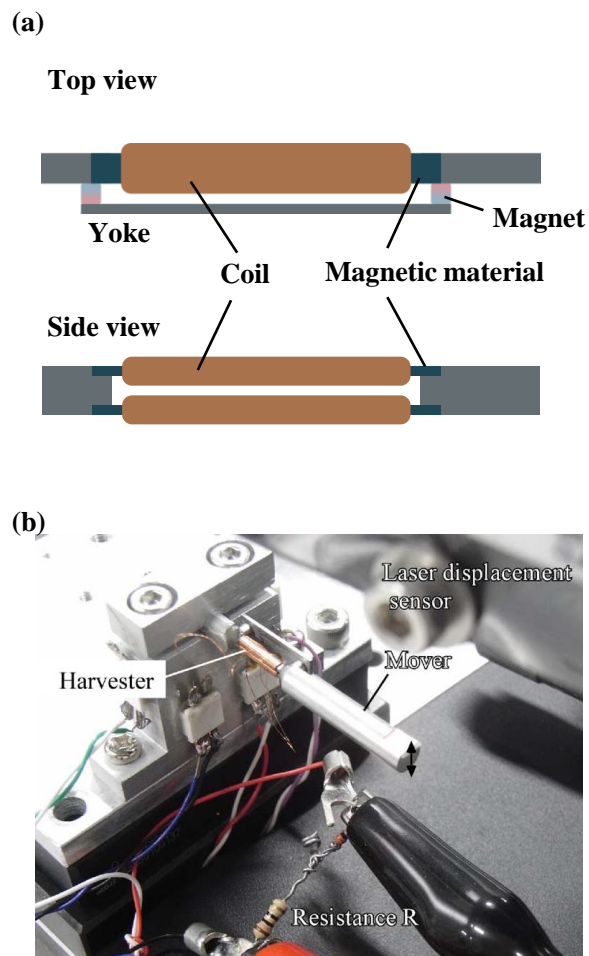 (a)
Top view
Magnet
Yoke
Coil
Magnetic material
Side view
(b)
Laser displacement
sensor
Mover
Harvester
Resistance R